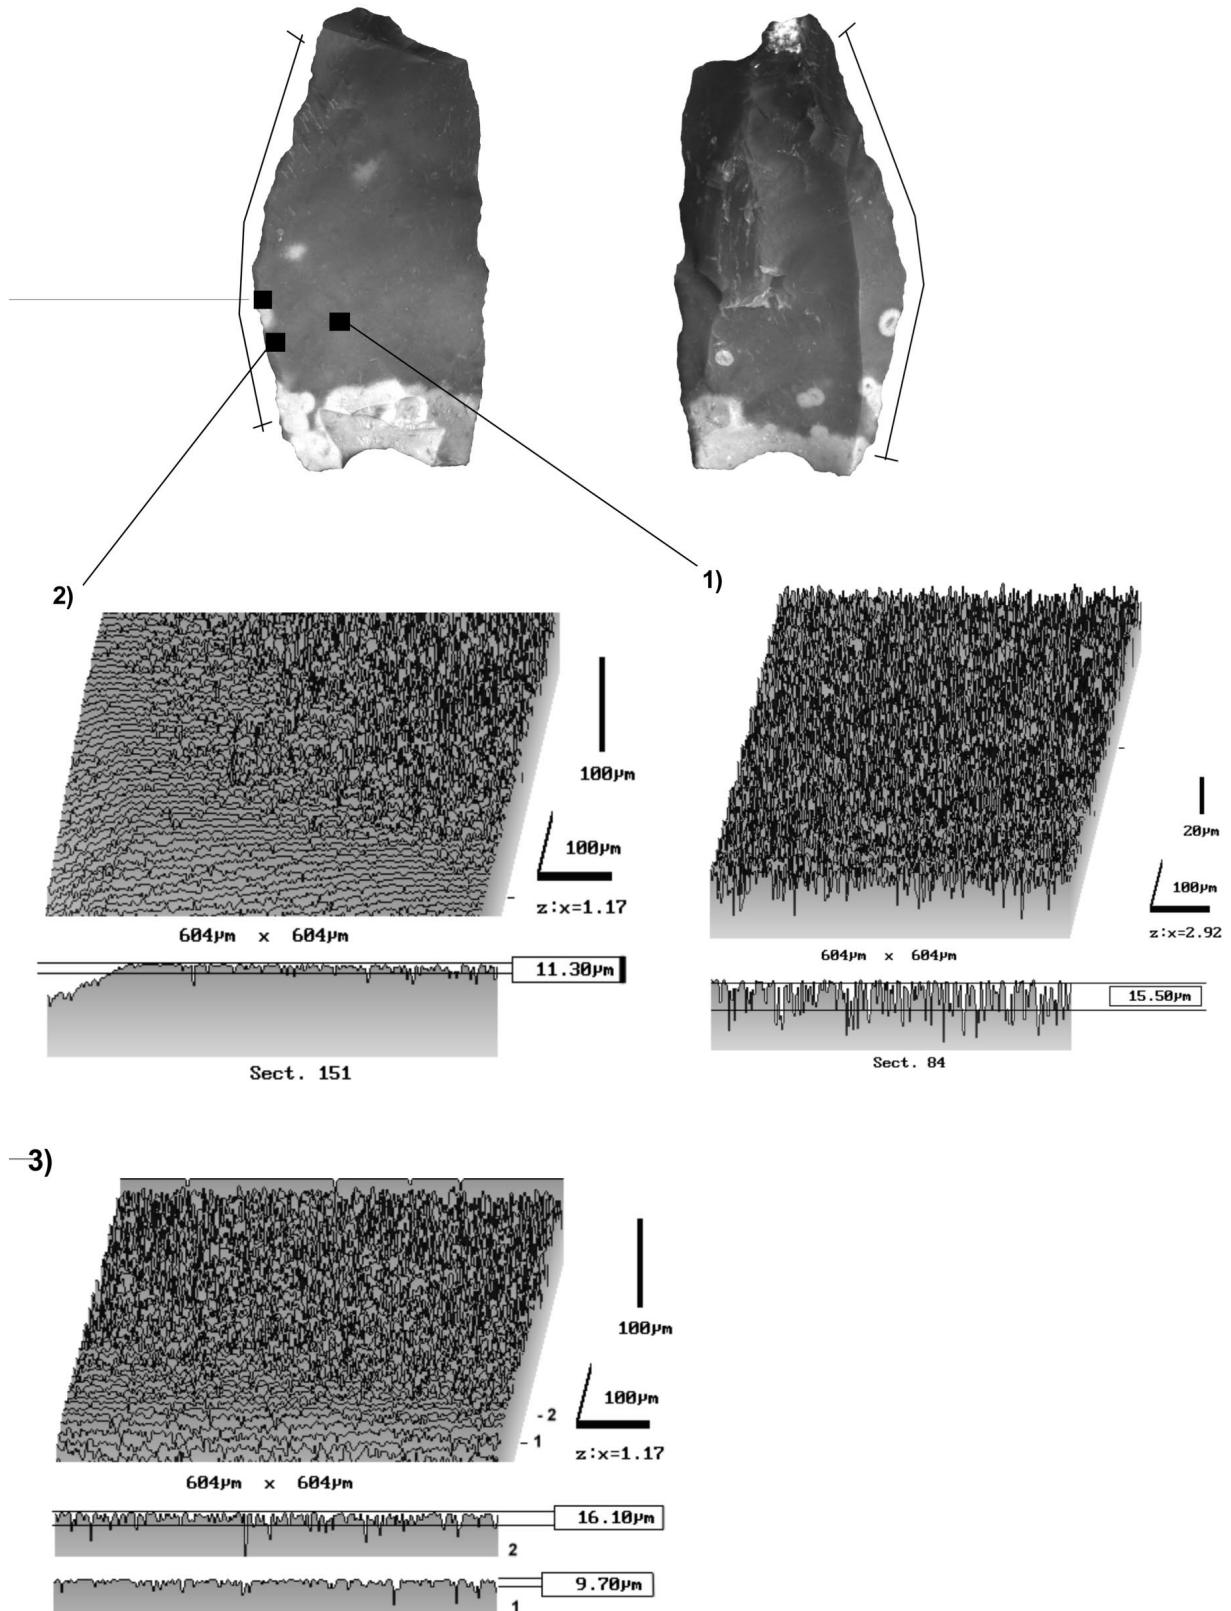 1)
20µm
100µm
z:x=2.92
604µm x 604µm
15.50µm
Sect. 84
2)
100µm
100µm
z:x=1.17
604µm x 604µm
11.30µm
Sect. 151
3)
100µm
- 2
100µm
- 1
z:x=1.17
604µm x 604µm
16.10µm
2
9.70µm
1